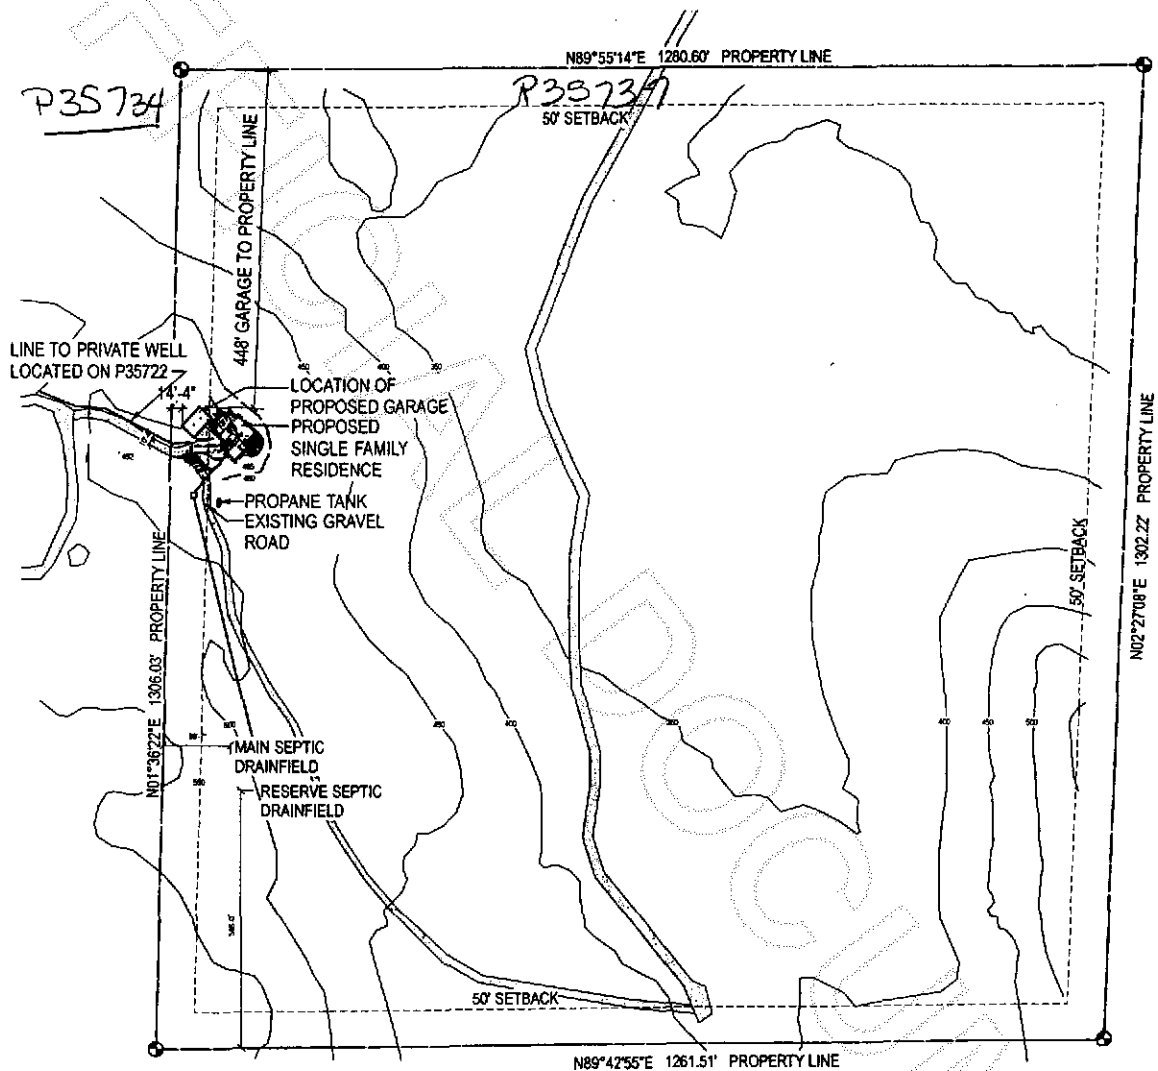 N89°55'14"E 1280.60' PROPERTY LINE
P35734
P35737
50' SETBACK
448' GARAGE TO PROPERTY LINE
LINE TO PRIVATE WELL
LOCATED ON P35722
14'-4"
450
400
350
LOCATION OF
PROPOSED GARAGE
PROPOSED
SINGLE FAMILY
RESIDENCE
PROPANE TANK
EXISTING GRAVEL
ROAD
N01°36'22"E 1306.03' PROPERTY LINE
50' SETBACK
N02°27'08"E 1302.22' PROPERTY LINE
450
400
400
450
500
MAIN SEPTIC
DRAINFIELD
RESERVE SEPTIC
DRAINFIELD
50' SETBACK
N89°42'55"E 1261.51' PROPERTY LINE